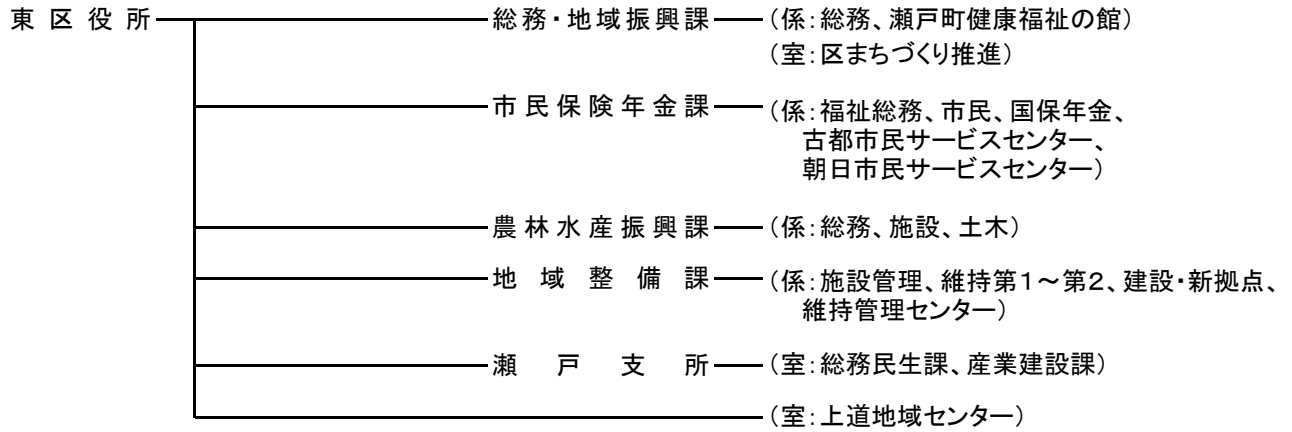 東区役所 総務・地域振興課 (係：総務、瀬戸町健康福祉の館)
(室：区まちづくり推進)
市民保険年金課 (係：福祉総務、市民、国保年金、
古都市民サービスセンター、
朝日市民サービスセンター)
農林水産振興課 (係：総務、施設、土木)
地域整備課 (係：施設管理、維持第1～第2、建設・新拠点、
維持管理センター)
瀬戸支所 (室：総務民生課、産業建設課)
(室：上道地域センター)